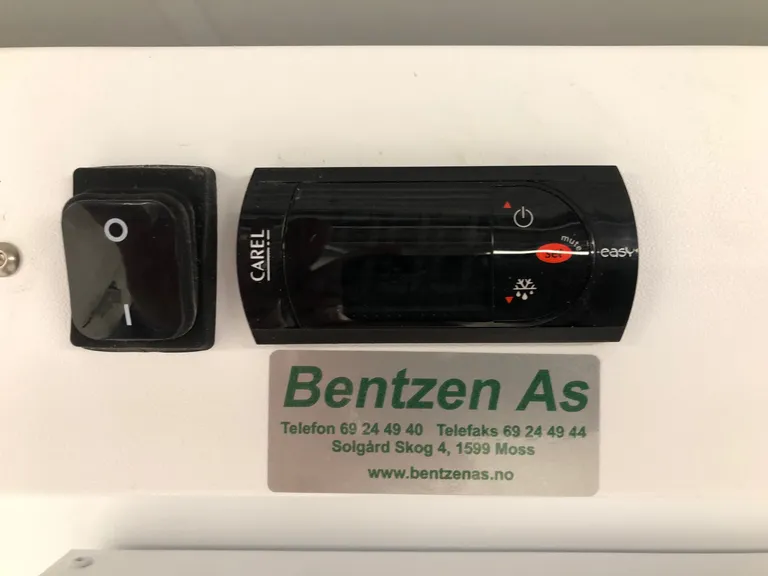 O
I
CAREL
mute
set
easy
Bentzen As
Telefon 69 24 49 40 Telefaks 69 24 49 44
Solgård Skog 4, 1599 Moss
www.bentzenas.no